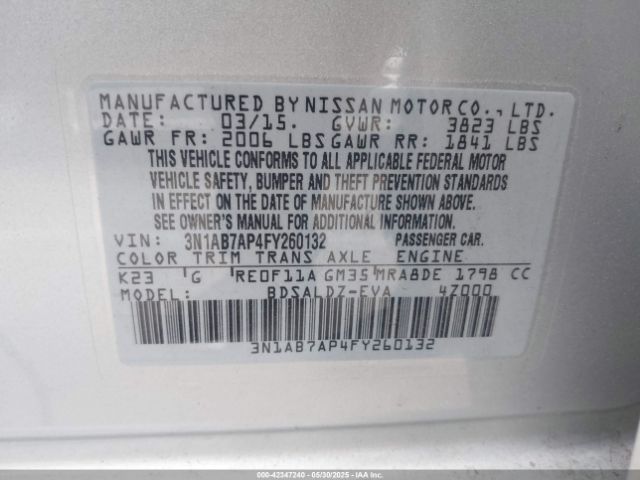 MANUFACTURED BY NISSAN MOTOR CO., LTD.
DATE: 03/15. GVWR: 3823 LBS
GAWR FR: 2006 LBS GAWR RR: 1841 LBS
THIS VEHICLE CONFORMS TO ALL APPLICABLE FEDERAL MOTOR
VEHICLE SAFETY, BUMPER AND THEFT PREVENTION STANDARDS
IN EFFECT ON THE DATE OF MANUFACTURE SHOWN ABOVE.
SEE OWNER'S MANUAL FOR ADDITIONAL INFORMATION.
VIN: 3N1AB7AP4FY260132 PASSENGER CAR.
COLOR TRIM TRANS AXLE ENGINE
K23 G RE0F11A GM35 MRA8DE 1798 CC
MODEL: BDSALDZ-EVA 4Z000
3N1AB7AP4FY260132
000-42347240 - 05/30/2025 - IAAI.COM